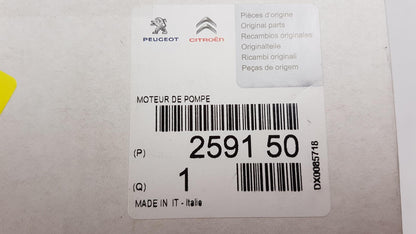 PEUGEOT
CITROËN
Pièces d'origine
Original parts
Recambios originales
Originalteile
Ricambi originali
Peças de origem
MOTEUR DE POMPE
(P) 2591 50
(Q) 1
MADE IN IT - Italie
DX0085718